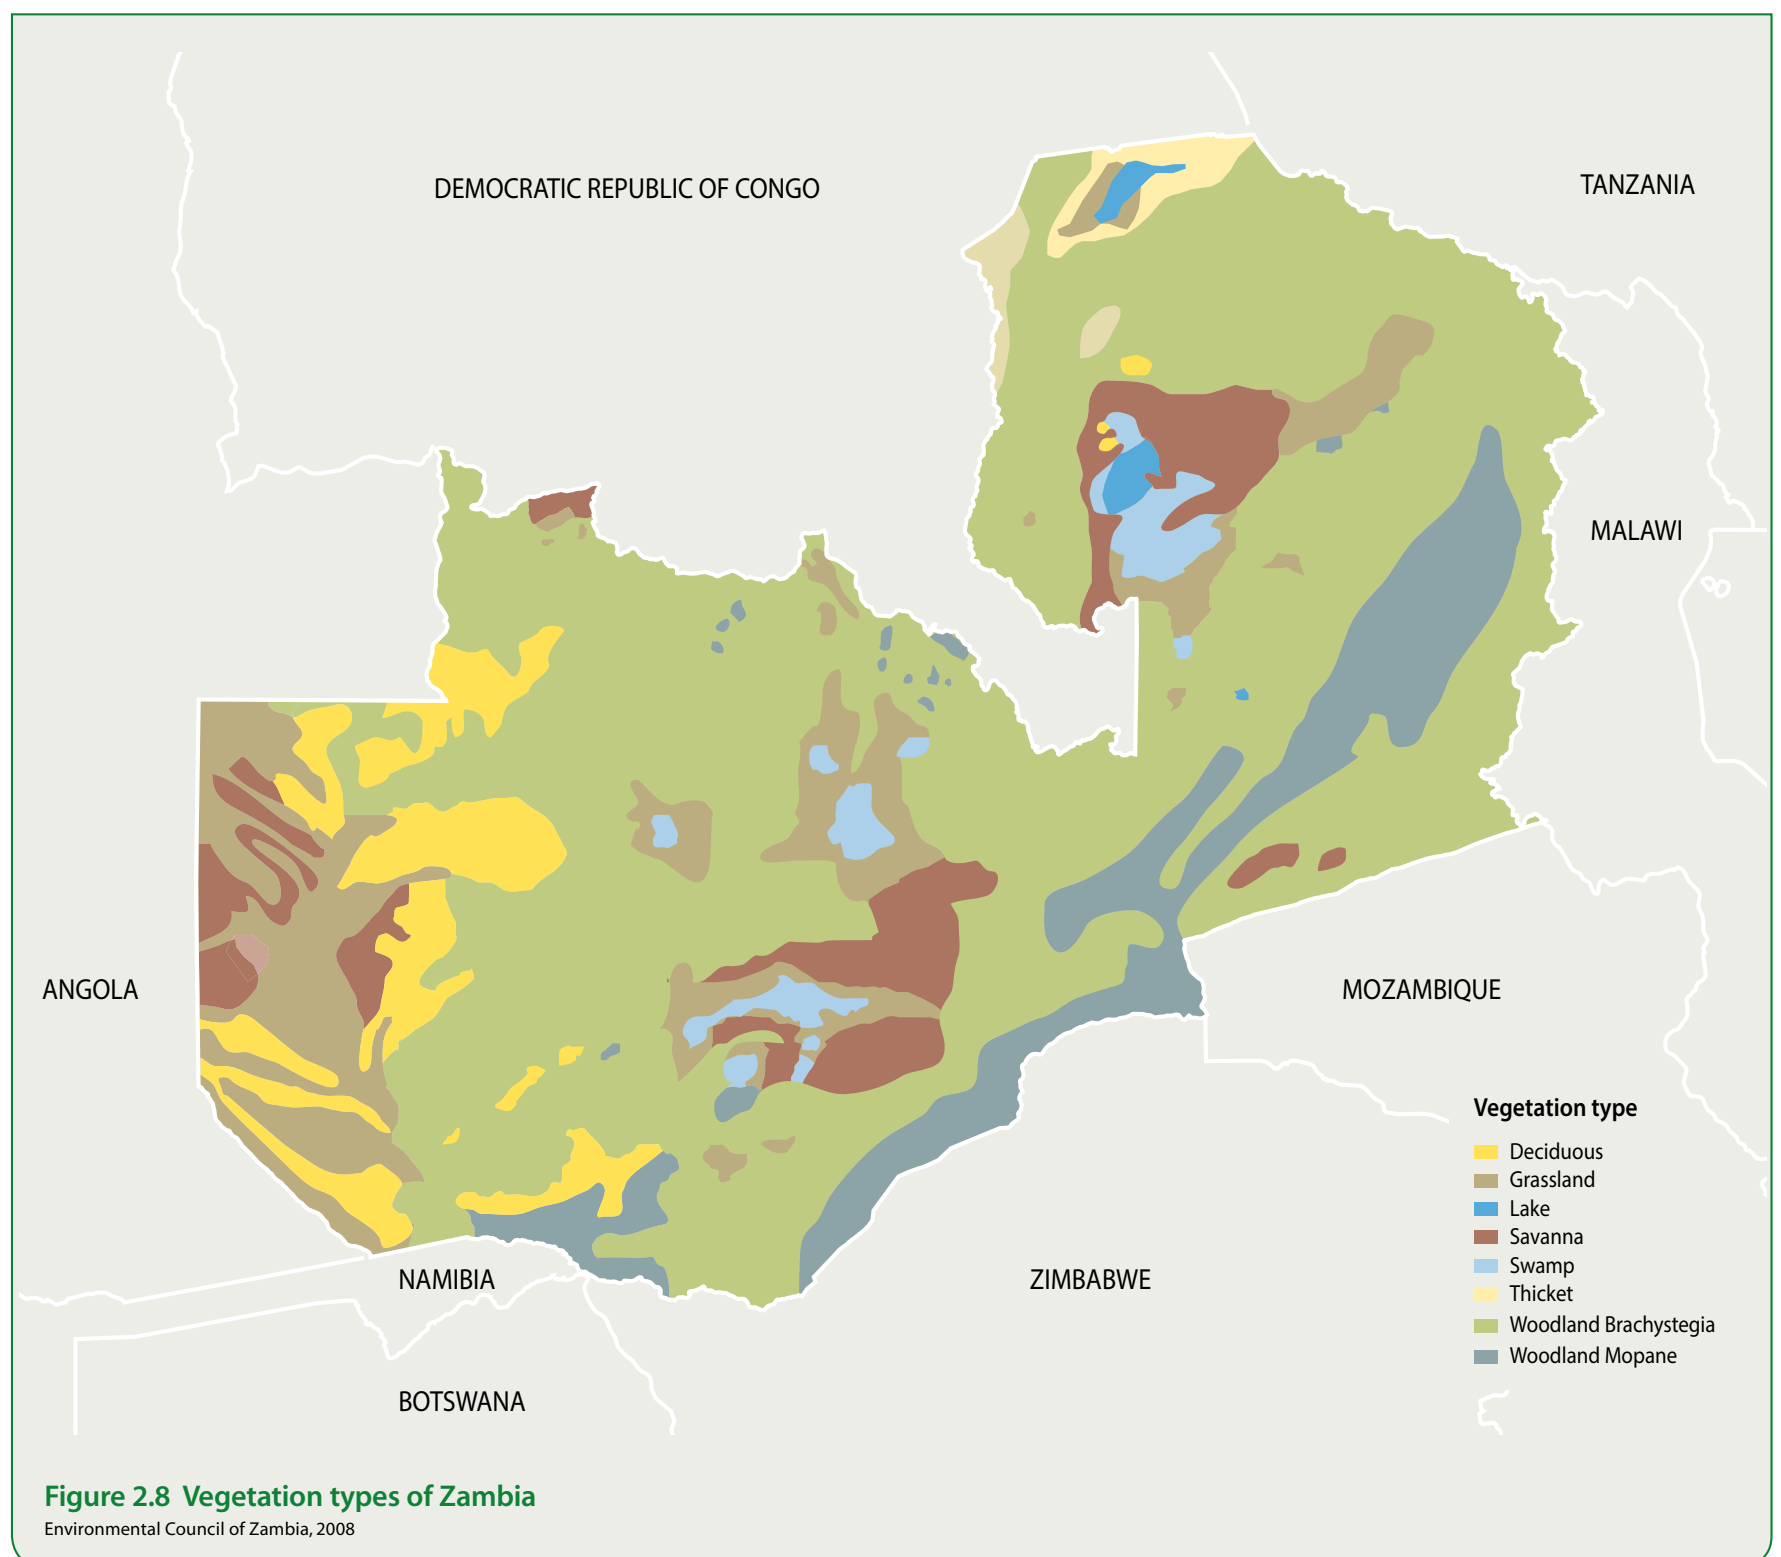 DEMOCRATIC REPUBLIC OF CONGO
TANZANIA
MALAWI
ANGOLA
MOZAMBIQUE
NAMIBIA
ZIMBABWE
BOTSWANA
Vegetation type
Deciduous
Grassland
Lake
Savanna
Swamp
Thicket
Woodland Brachystegia
Woodland Mopane
Figure 2.8 Vegetation types of Zambia
Environmental Council of Zambia, 2008